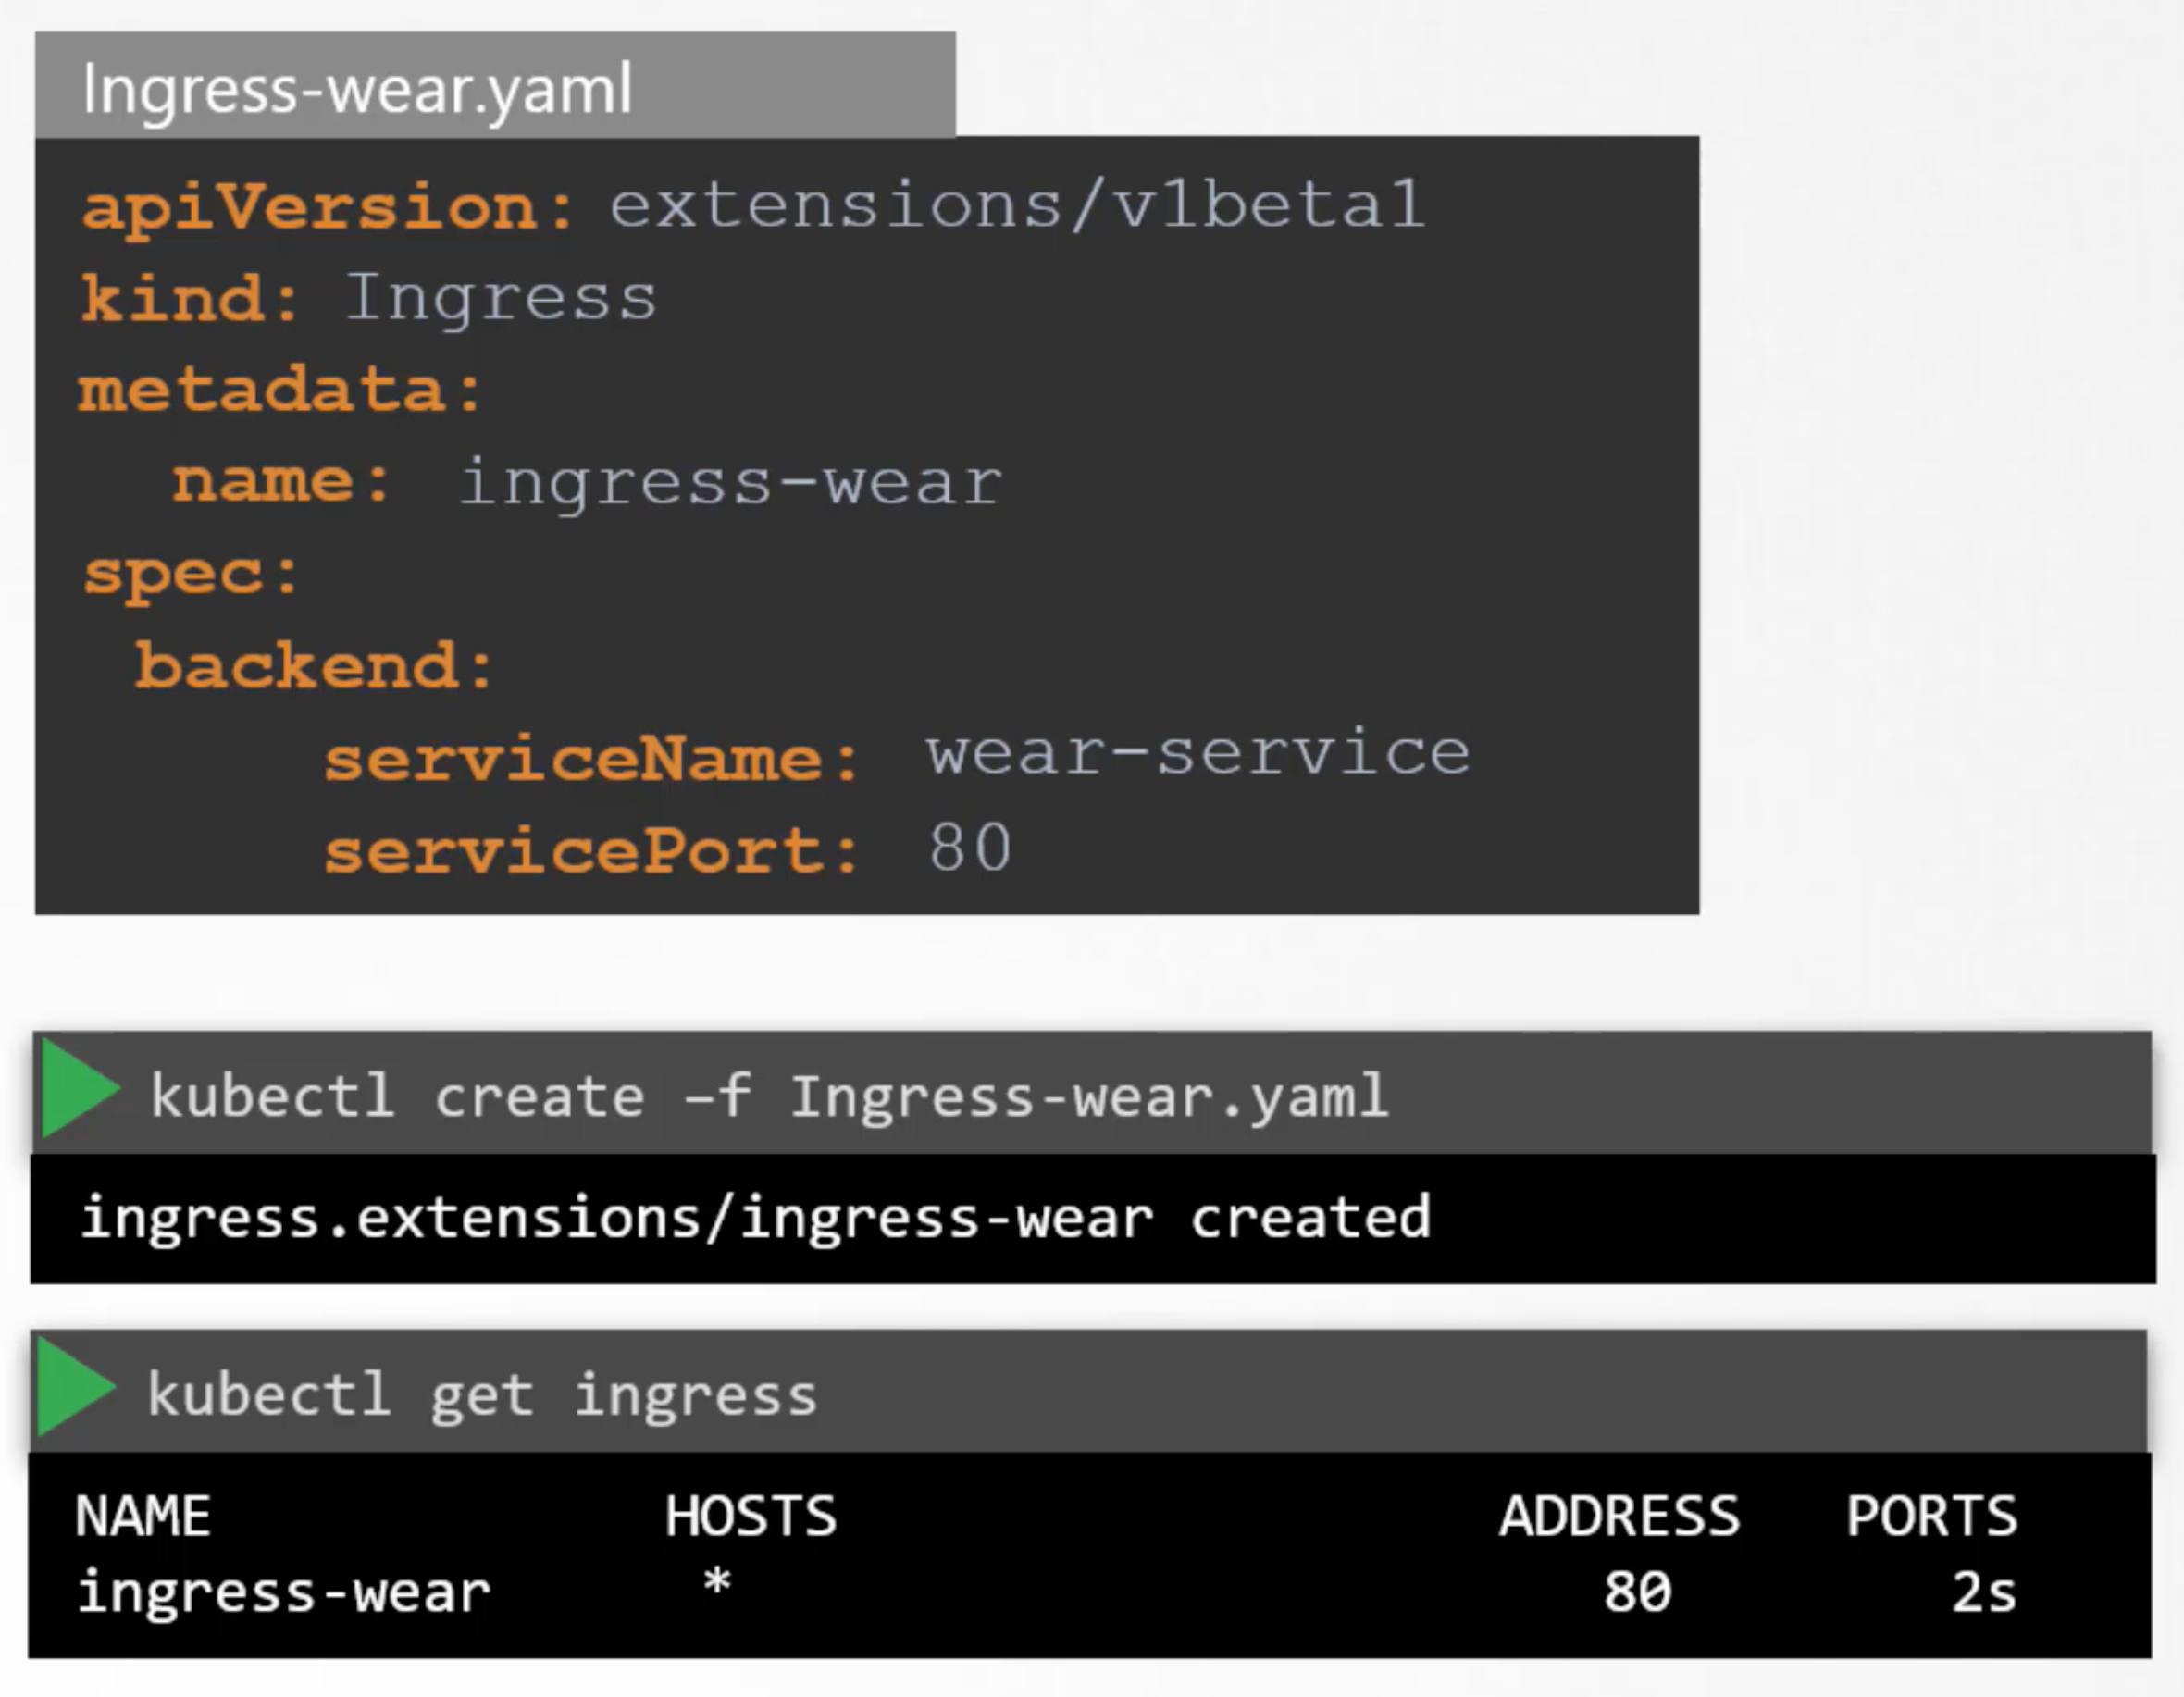 Ingress-wear.yaml
apiVersion: extensions/v1beta1
kind: Ingress
metadata:
  name: ingress-wear
spec:
 backend:
     serviceName: wear-service
     servicePort: 80
kubectl create –f Ingress-wear.yaml
ingress.extensions/ingress-wear created
kubectl get ingress
NAME HOSTS ADDRESS PORTS
ingress-wear * 80 2s